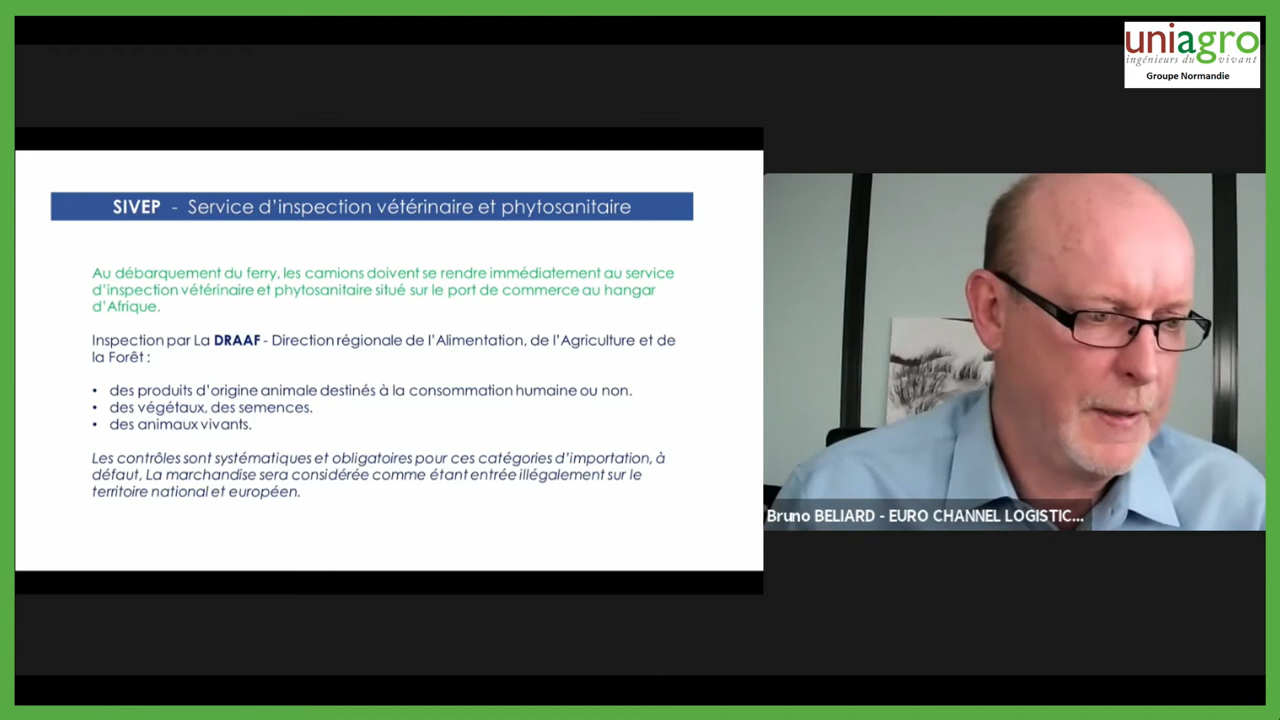 uniagro
ingénieurs du vivant
Groupe Normandie
SIVEP - Service d'inspection vétérinaire et phytosanitaire
Au débarquement du ferry, les camions doivent se rendre immédiatement au service
d'inspection vétérinaire et phytosanitaire situé sur le port de commerce au hangar
d'Afrique.
Inspection par La DRAAF - Direction régionale de l'Alimentation, de l'Agriculture et de
la Forêt :
• des produits d'origine animale destinés à la consommation humaine ou non.
• des végétaux, des semences.
• des animaux vivants.
Les contrôles sont systématiques et obligatoires pour ces catégories d'importation, à
défaut, La marchandise sera considérée comme étant entrée illégalement sur le
territoire national et européen.
Bruno BELIARD - EURO CHANNEL LOGISTIC...